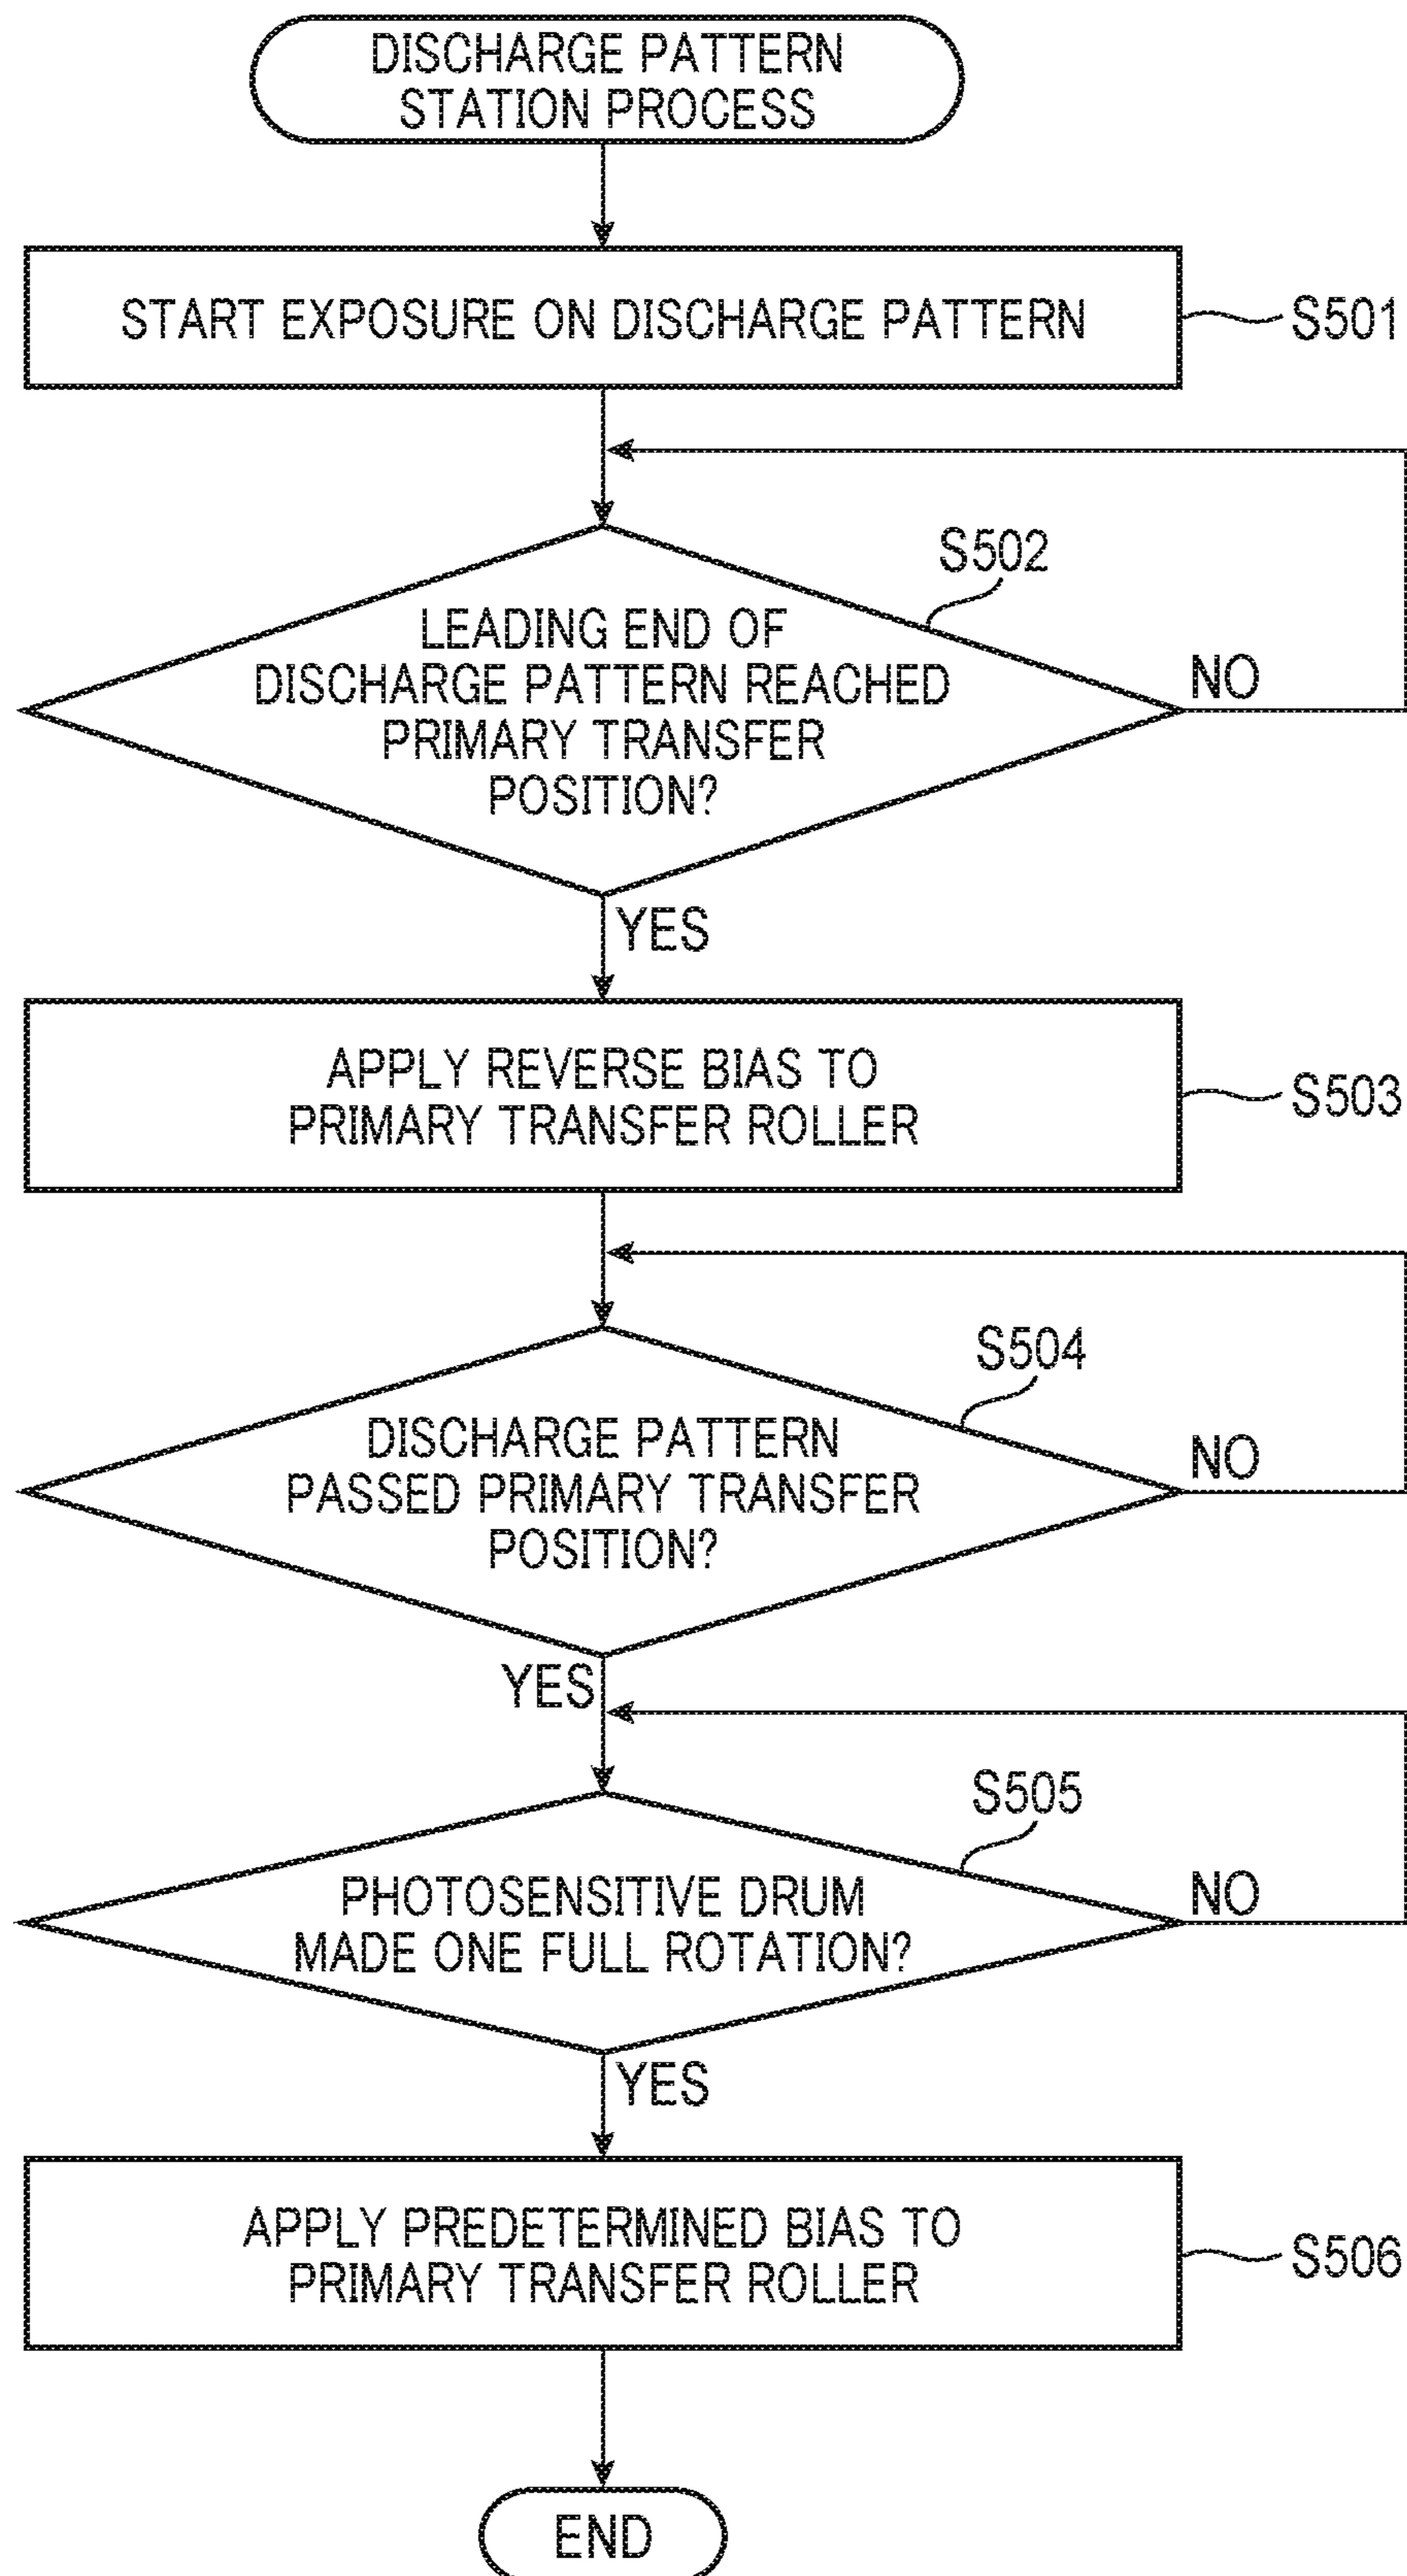 DISCHARGE PATTERN
STATION PROCESS
START EXPOSURE ON DISCHARGE PATTERN
S501
S502
LEADING END OF
DISCHARGE PATTERN REACHED
PRIMARY TRANSFER
POSITION?
NO
YES
APPLY REVERSE BIAS TO
PRIMARY TRANSFER ROLLER
S503
S504
DISCHARGE PATTERN
PASSED PRIMARY TRANSFER
POSITION?
NO
YES
S505
PHOTOSENSITIVE DRUM
MADE ONE FULL ROTATION?
NO
YES
APPLY PREDETERMINED BIAS TO
PRIMARY TRANSFER ROLLER
S506
END